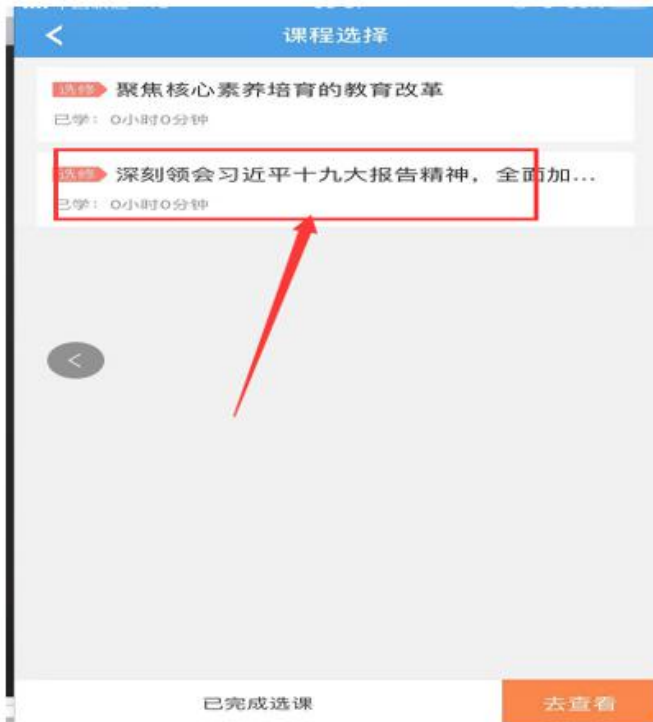 课程选择
选修 聚焦核心素养培育的教育改革
已学：0小时0分钟
选修 深刻领会习近平十九大报告精神，全面加...
已学：0小时0分钟
<
已完成选课
去查看